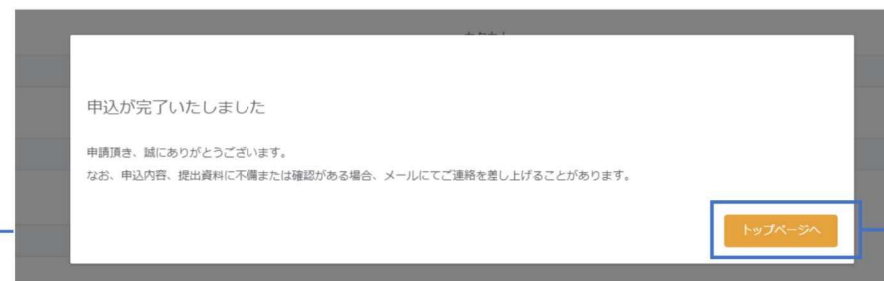 申込が完了いたしました
申請頂き、誠にありがとうございます。
なお、申込内容、提出資料に不備または確認がある場合、メールにてご連絡を差し上げることがあります。
トップページへ